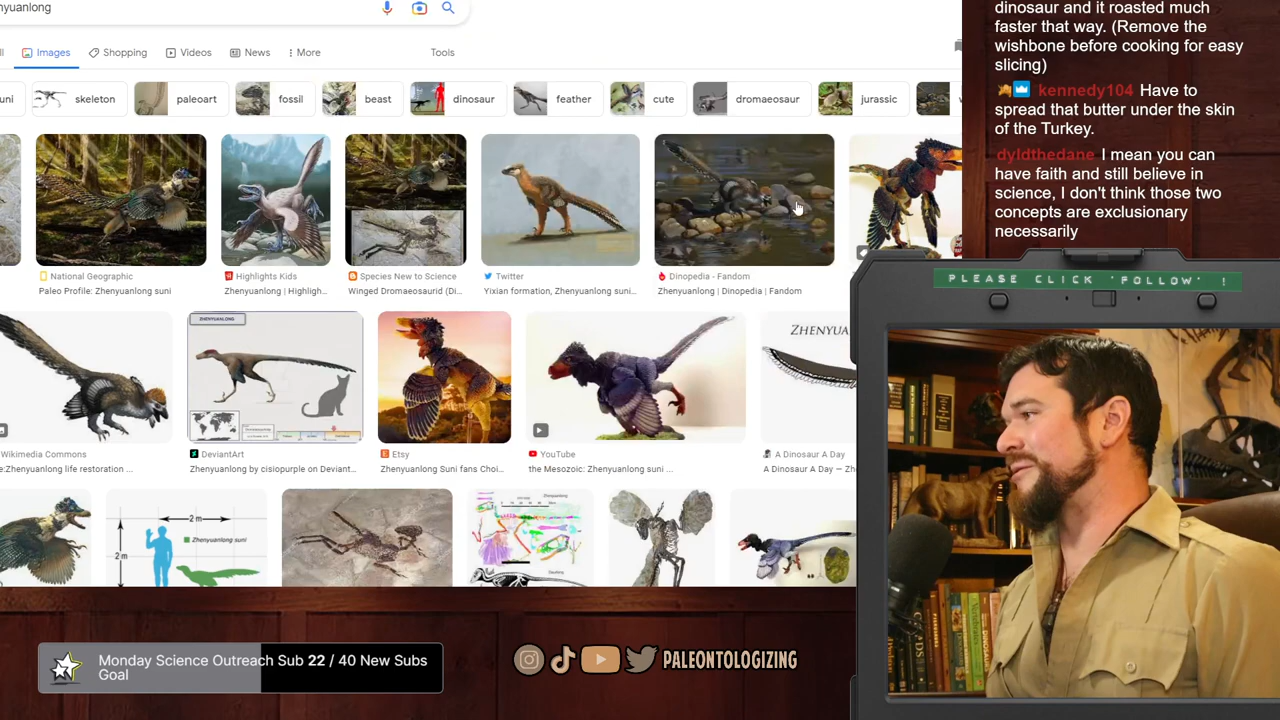 nyuanlong
Images
Shopping
Videos
News
More
Tools
uni
skeleton
paleoart
fossil
beast
dinosaur
feather
cute
dromaeosaur
jurassic
National Geographic
Paleo Profile: Zhenyuanlong suni
Highlights Kids
Zhenyuanlong | Highligh...
Species New to Science
Winged Dromaeosaurid (Di...
Twitter
Yixian formation, Zhenyuanlong suni...
Dinopedia - Fandom
Zhenyuanlong | Dinopedia | Fandom
ZHENYUANLONG
ZHENYUA
Wikimedia Commons
e:Zhenyuanlong life restoration ...
DeviantArt
Zhenyuanlong by cisiopurple on Deviant...
Etsy
Zhenyuanlong Suni fans Choi...
YouTube
the Mesozoic: Zhenyuanlong suni ...
A Dinosaur A Day
A Dinosaur A Day — Zh
2 m
Zhenyuanlong suni
2 m
dinosaur and it roasted much
faster that way. (Remove the
wishbone before cooking for easy
slicing)
kennedy104 Have to
spread that butter under the skin
of the Turkey.
dyldthedane I mean you can
have faith and still believe in
science, I don't think those two
concepts are exclusionary
necessarily
PLEASE CLICK 'FOLLOW' !
Monday Science Outreach Sub 22 / 40 New Subs
Goal
PALEONTOLOGIZING